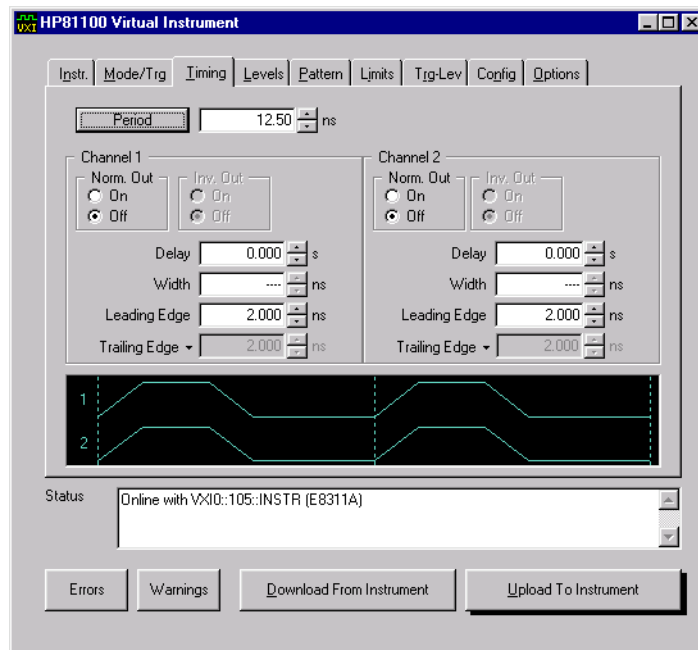 VXI HP81100 Virtual Instrument
Instr. Mode/Trg Timing Levels Pattern Limits Trg-Lev Config Options
Period 12.50 ns
Channel 1
Norm. Out
On
Off
Inv. Out
On
Off
Delay 0.000 s
Width ---- ns
Leading Edge 2.000 ns
Trailing Edge 2.000 ns
Channel 2
Norm. Out
On
Off
Inv. Out
On
Off
Delay 0.000 s
Width ---- ns
Leading Edge 2.000 ns
Trailing Edge 2.000 ns
1
2
Status
Online with VXI0::105::INSTR (E8311A)
Errors Warnings Download From Instrument Upload To Instrument